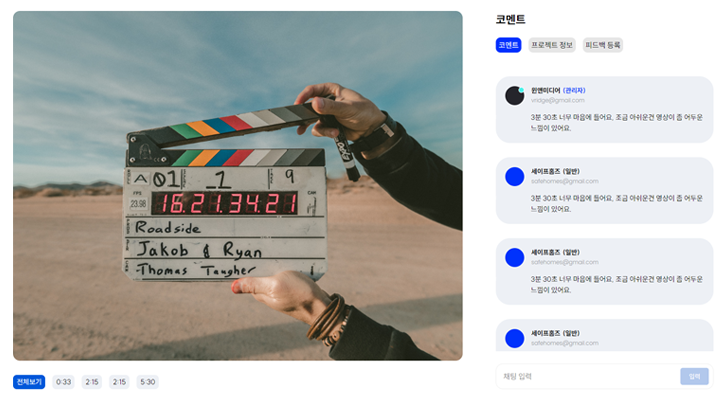 A 01 1 9
FPS
23.98 16:21:34:21
Roadside
Jakob & Ryan
Thomas Taugher
전체보기 0:33 2:15 2:15 5:30
코멘트
코멘트 프로젝트 정보 피드백 등록
윈앤미디어 (관리자)
vridge@gmail.com
3분 30초 너무 마음에 들어요, 조금 아쉬운건 영상이 좀 어두운
느낌이 있어요.
세이프홈즈 (일반)
safehomes@gmail.com
3분 30초 너무 마음에 들어요, 조금 아쉬운건 영상이 좀 어두운
느낌이 있어요.
세이프홈즈 (일반)
safehomes@gmail.com
3분 30초 너무 마음에 들어요, 조금 아쉬운건 영상이 좀 어두운
느낌이 있어요.
세이프홈즈 (일반)
safehomes@gmail.com
채팅 입력 입력